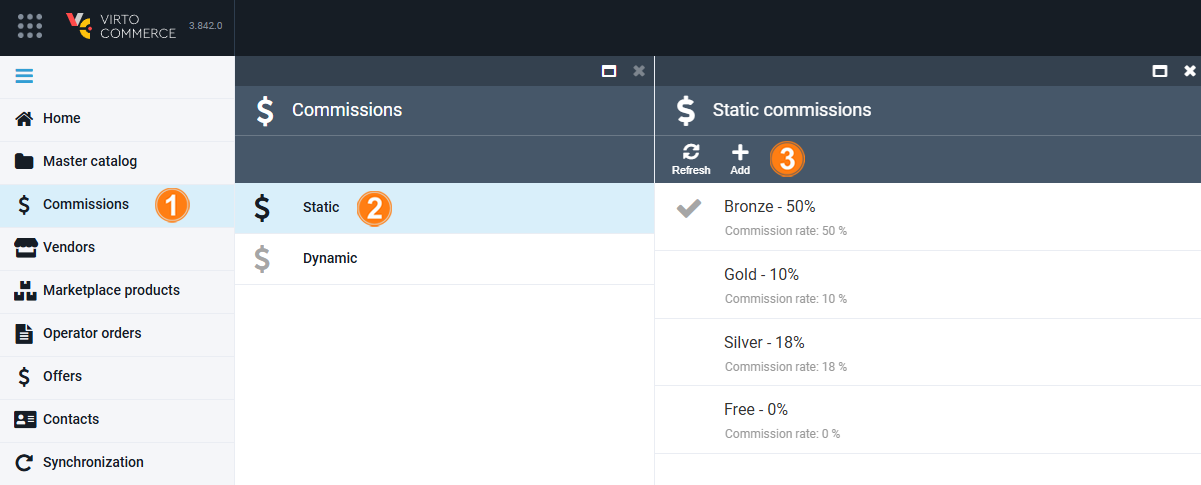 VIRTO
COMMERCE
3.842.0
Home
Master catalog
Commissions
1
Vendors
Marketplace products
Operator orders
Offers
Contacts
Synchronization
Commissions
Static
2
Dynamic
Static commissions
Refresh
Add
3
Bronze - 50%
Commission rate: 50 %
Gold - 10%
Commission rate: 10 %
Silver - 18%
Commission rate: 18 %
Free - 0%
Commission rate: 0 %